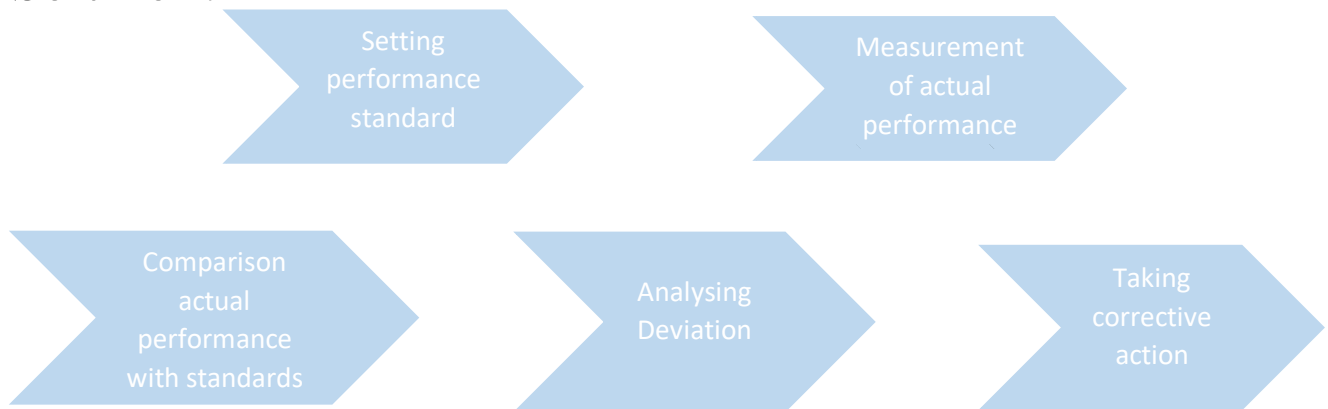 Setting
performance
standard
Measurement
of actual
performance
Comparison
actual
performance
with standards
Analysing
Deviation
Taking
corrective
action